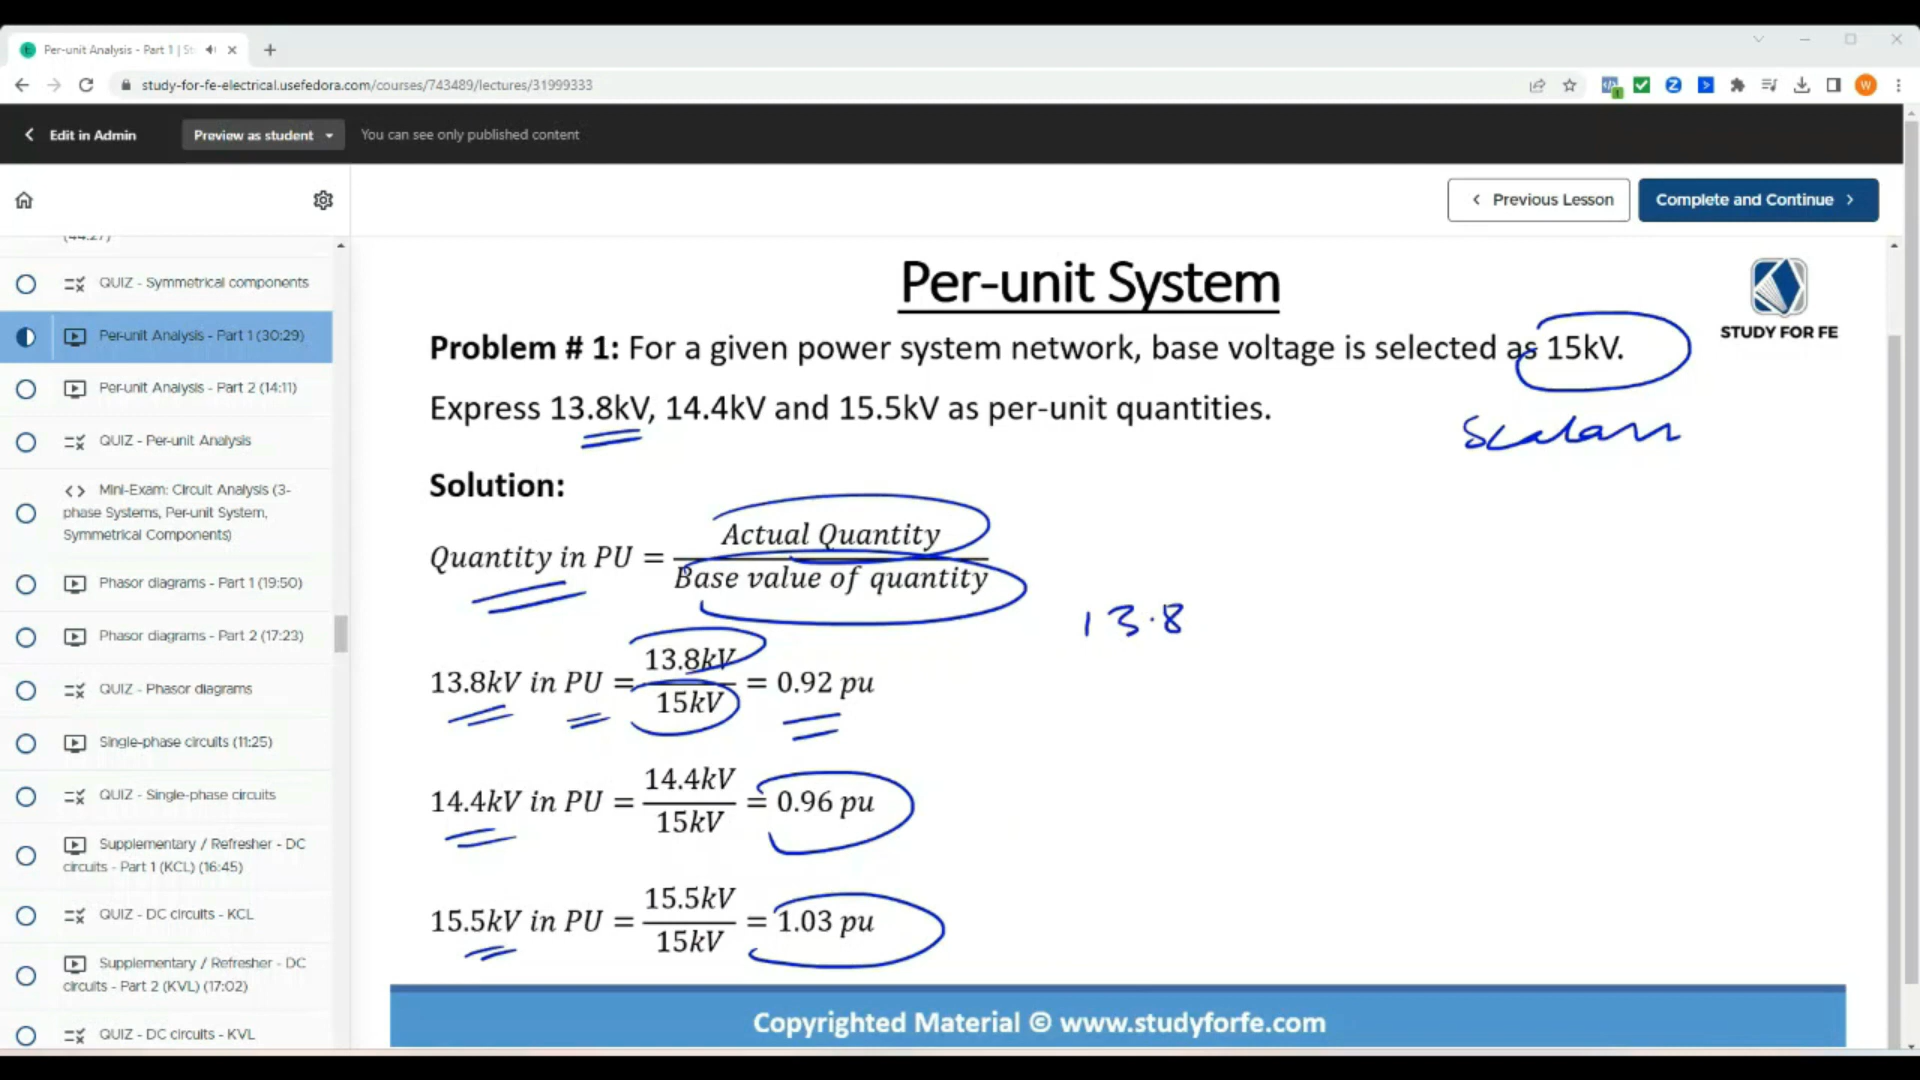 Per-unit Analysis - Part 1 | St
study-for-fe-electrical.usefedora.com/courses/743489/lectures/31999333
W
Edit in Admin
Preview as student
You can see only published content
Previous Lesson
Complete and Continue
(44:27)
QUIZ - Symmetrical components
Per-unit Analysis - Part 1 (30:29)
Per-unit Analysis - Part 2 (14:11)
QUIZ - Per-unit Analysis
Mini-Exam: Circuit Analysis (3-
phase Systems, Per-unit System,
Symmetrical Components)
Phasor diagrams - Part 1 (19:50)
Phasor diagrams - Part 2 (17:23)
QUIZ - Phasor diagrams
Single-phase circuits (11:25)
QUIZ - Single-phase circuits
Supplementary / Refresher - DC
circuits - Part 1 (KCL) (16:45)
QUIZ - DC circuits - KCL
Supplementary / Refresher - DC
circuits - Part 2 (KVL) (17:02)
QUIZ - DC circuits - KVL
Per-unit System
STUDY FOR FE
Problem # 1: For a given power system network, base voltage is selected as 15kV.
Express 13.8kV, 14.4kV and 15.5kV as per-unit quantities.
Solution:
Quantity in PU = Actual Quantity / Base value of quantity
13.8
13.8kV in PU = 13.8kV / 15kV = 0.92 pu
14.4kV in PU = 14.4kV / 15kV = 0.96 pu
15.5kV in PU = 15.5kV / 15kV = 1.03 pu
Copyrighted Material © www.studyforfe.com